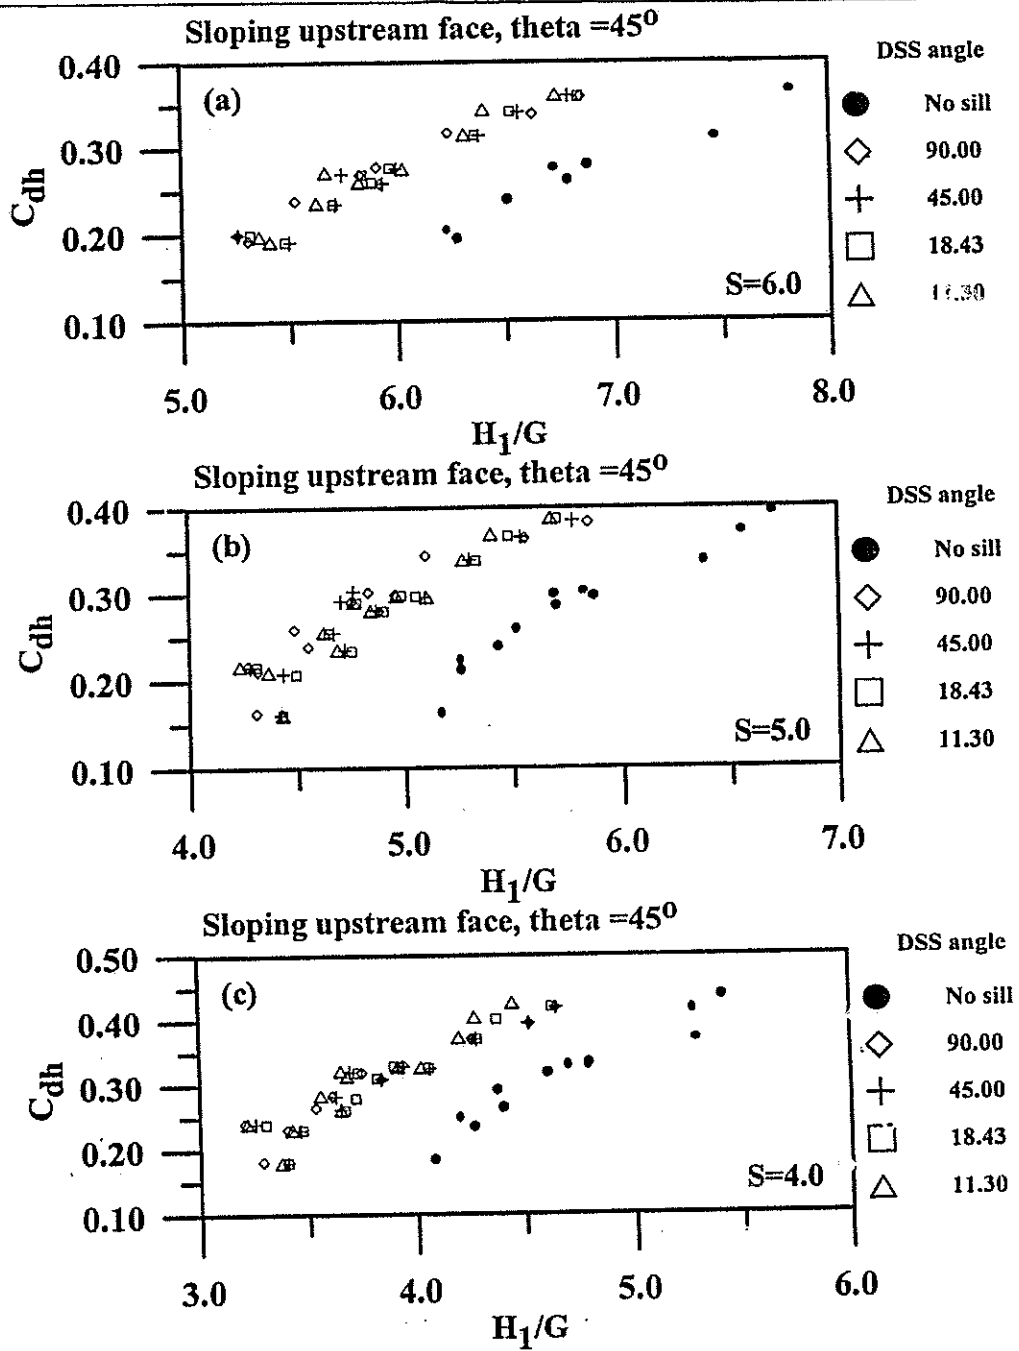 Sloping upstream face, theta =45⁰
DSS angle
No sill
90.00
45.00
18.43
(a)
S=6.0
C_dh
0.40
0.30
0.20
0.10
5.0 6.0 7.0 8.0
H₁/G
Sloping upstream face, theta =45⁰
DSS angle
No sill
90.00
45.00
18.43
11.30
(b)
S=5.0
C_dh
0.40
0.30
0.20
0.10
4.0 5.0 6.0 7.0
H₁/G
Sloping upstream face, theta =45⁰
DSS angle
No sill
90.00
45.00
18.43
11.30
(c)
S=4.0
C_dh
0.50
0.40
0.30
0.20
0.10
3.0 4.0 5.0 6.0
H₁/G